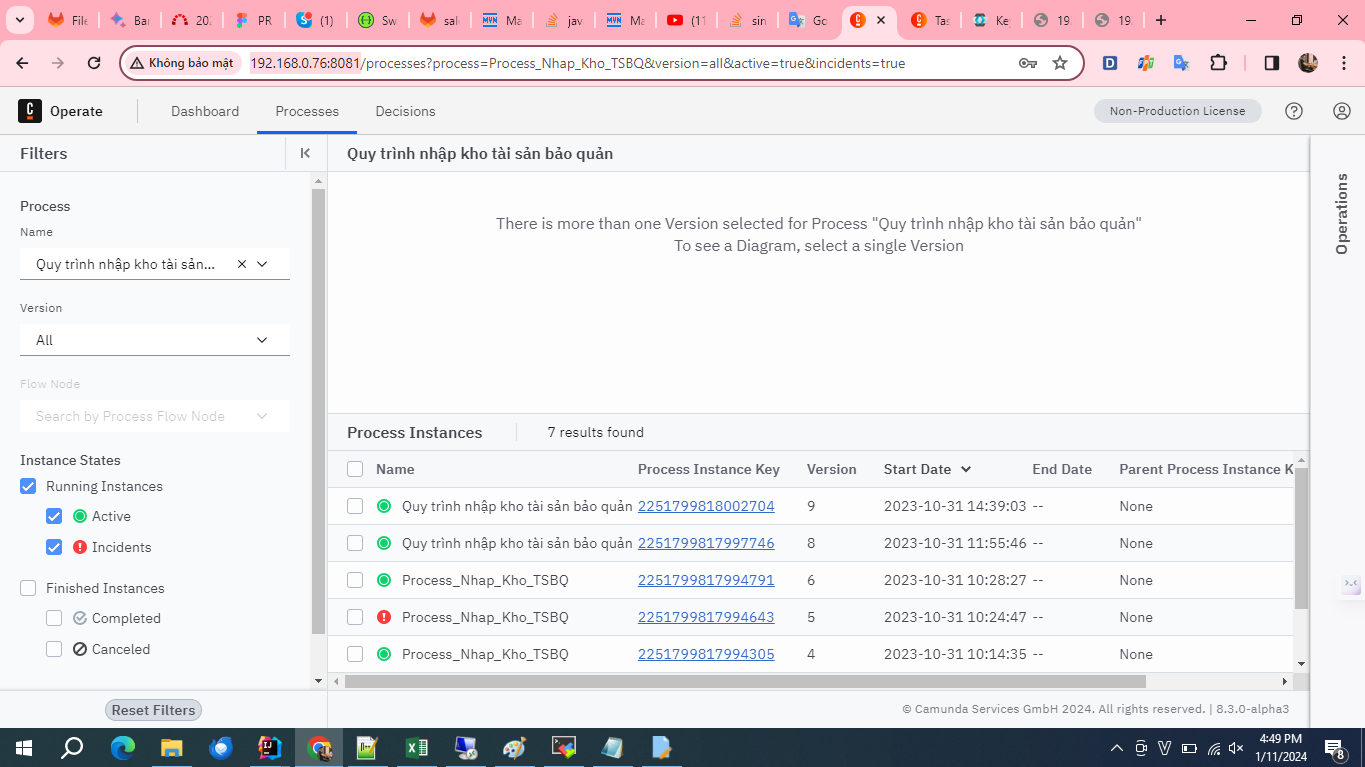 File
Bar
202
PR
(1)
Sw
sale
Ma
jav
Ma
(11
sin
Go
Tas
Key
19
19
Không bảo mật
192.168.0.76:8081/processes?process=Process_Nhap_Kho_TSBQ&version=all&active=true&incidents=true
Operate
Dashboard
Processes
Decisions
Non-Production License
Filters
Quy trình nhập kho tài sản bảo quản
Process
Name
Quy trình nhập kho tài sản...
Version
All
Flow Node
Search by Process Flow Node
Instance States
Running Instances
Active
Incidents
Finished Instances
Completed
Canceled
Reset Filters
There is more than one Version selected for Process "Quy trình nhập kho tài sản bảo quản"
To see a Diagram, select a single Version
Operations
Process Instances 7 results found
Name Process Instance Key Version Start Date End Date Parent Process Instance K
Quy trình nhập kho tài sản bảo quản 2251799818002704 9 2023-10-31 14:39:03 -- None
Quy trình nhập kho tài sản bảo quản 2251799817997746 8 2023-10-31 11:55:46 -- None
Process_Nhap_Kho_TSBQ 2251799817994791 6 2023-10-31 10:28:27 -- None
Process_Nhap_Kho_TSBQ 2251799817994643 5 2023-10-31 10:24:47 -- None
Process_Nhap_Kho_TSBQ 2251799817994305 4 2023-10-31 10:14:35 -- None
© Camunda Services GmbH 2024. All rights reserved. | 8.3.0-alpha3
4:49 PM
1/11/2024
8